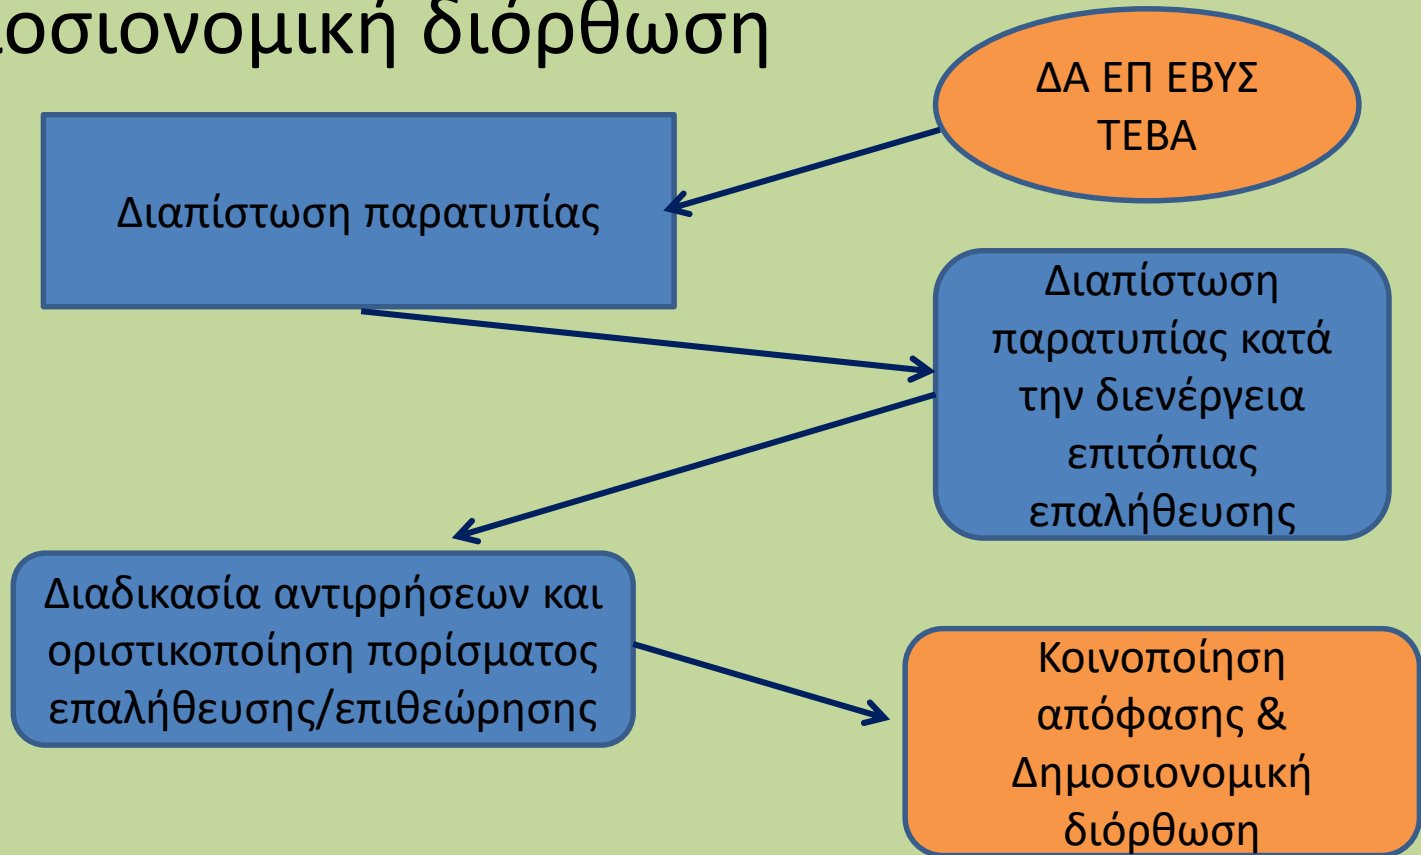 μοσιονομική διόρθωση
ΔΑ ΕΠ ΕΒΥΣ
ΤΕΒΑ
Διαπίστωση παρατυπίας
Διαπίστωση
παρατυπίας κατά
την διενέργεια
επιτόπιας
επαλήθευσης
Διαδικασία αντιρρήσεων και
οριστικοποίηση πορίσματος
επαλήθευσης/επιθεώρησης
Κοινοποίηση
απόφασης &
Δημοσιονομική
διόρθωση